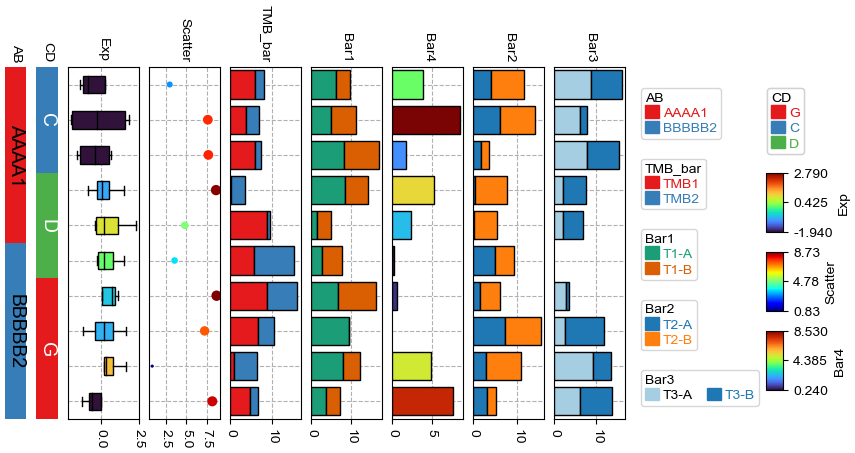 AB
CD
Exp
Scatter
TMB_bar
Bar1
Bar4
Bar2
Bar3
AAAA1
BBBBB2
C
D
G
0.0
2.5
2.5
5.0
7.5
0
10
0
10
0
5
0
10
0
10
AB
AAAA1
BBBBB2
CD
G
C
D
TMB_bar
TMB1
TMB2
Bar1
T1-A
T1-B
Bar2
T2-A
T2-B
Bar3
T3-A T3-B
2.790
0.425
-1.940
Exp
8.73
4.78
0.83
Scatter
8.530
4.385
0.240
Bar4